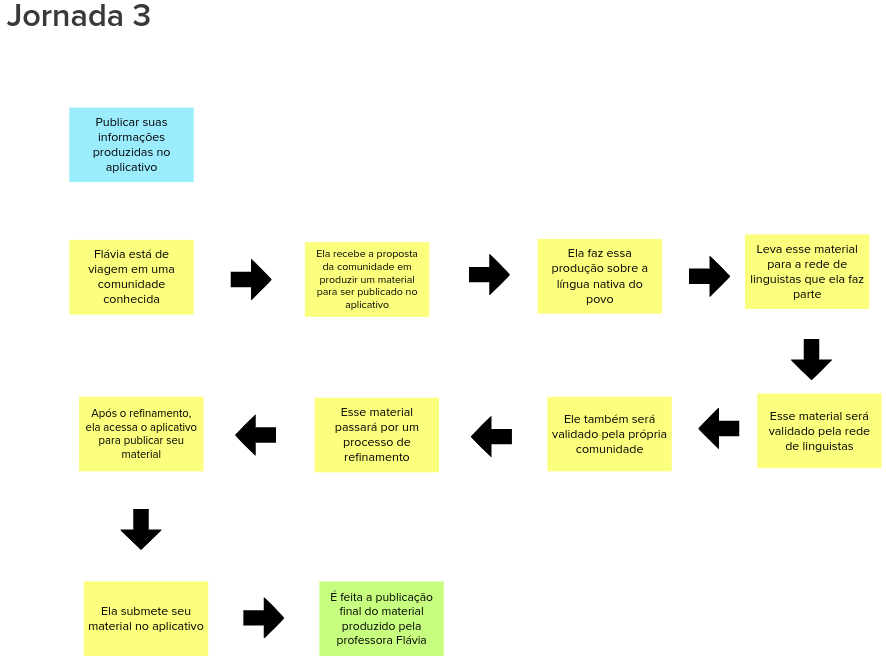 Jornada 3
Publicar suas
informações
produzidas no
aplicativo
Flávia está de
viagem em uma
comunidade
conhecida
Ela recebe a proposta
da comunidade em
produzir um material
para ser publicado no
aplicativo
Ela faz essa
produção sobre a
língua nativa do
povo
Leva esse material
para a rede de
linguistas que ela faz
parte
Esse material será
validado pela rede
de linguistas
Ele também será
validado pela própria
comunidade
Esse material
passará por um
processo de
refinamento
Após o refinamento,
ela acessa o aplicativo
para publicar seu
material
Ela submete seu
material no aplicativo
É feita a publicação
final do material
produzido pela
professora Flávia